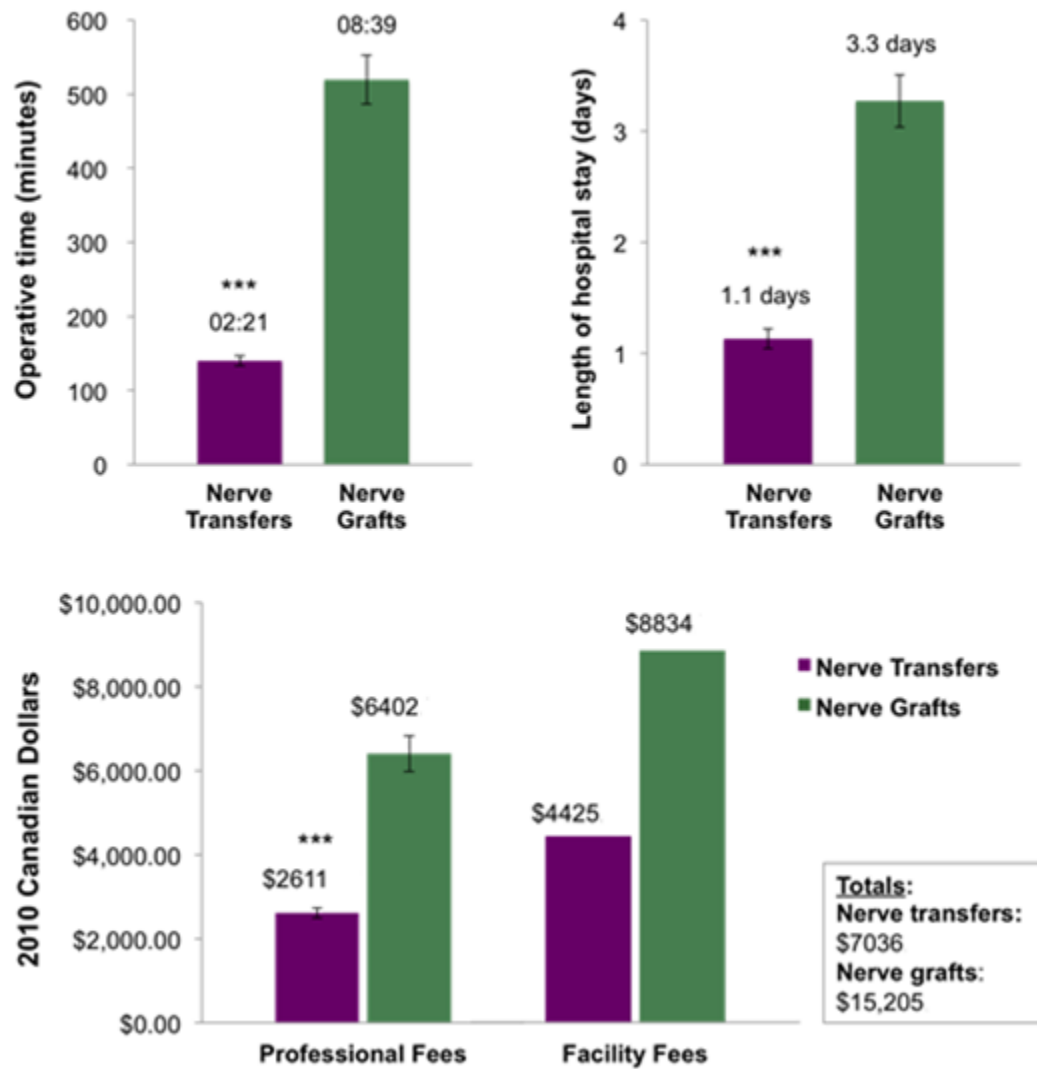 Operative time (minutes)
600
500
400
300
200
100
0
08:39
***
02:21
Nerve
Transfers
Nerve
Grafts
Length of hospital stay (days)
4
3
2
1
0
3.3 days
***
1.1 days
Nerve
Transfers
Nerve
Grafts
2010 Canadian Dollars
$10,000.00
$8,000.00
$6,000.00
$4,000.00
$2,000.00
$0.00
$8834
$6402
$4425
***
$2611
Professional Fees
Facility Fees
Nerve Transfers
Nerve Grafts
Totals:
Nerve transfers:
$7036
Nerve grafts:
$15,205